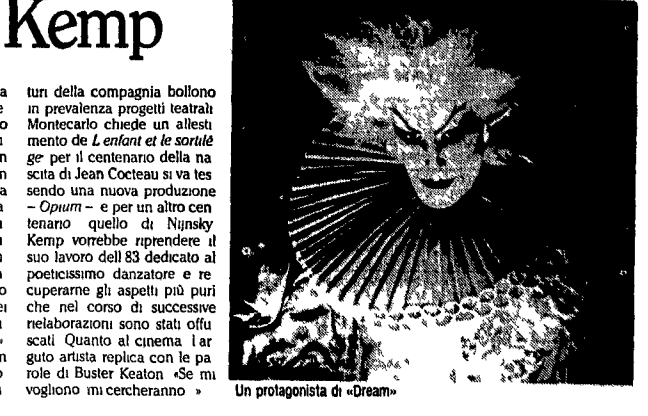 Kemp
turi della compagnia bollono
in prevalenza progetti teatrali
Montecarlo chiede un allesti
mento de L enfant et le sortilè
ge per il centenario della na
scita di Jean Cocteau si va tes
sendo una nuova produzione
– Opium – e per un altro cen
tenario quello di Nijnsky
Kemp vorrebbe riprendere il
suo lavoro dell 83 dedicato al
poeticissimo danzatore e re
cuperarne gli aspetti più puri
che nel corso di successive
rielaborazioni sono stati offu
scati Quanto al cinema l ar
guto artista replica con le pa
role di Buster Keaton «Se mi
vogliono mi cercheranno »
Un protagonista di «Dream»